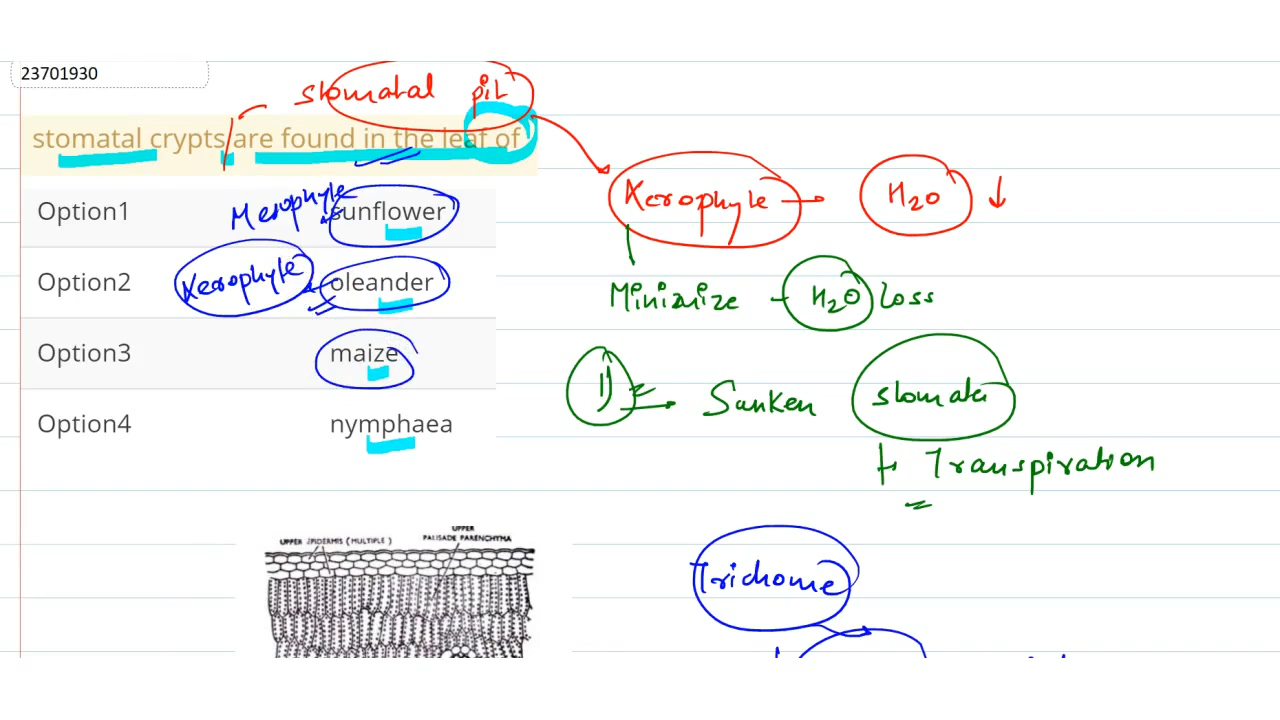 23701930
stomatal pit
stomatal crypts are found in the leaf of
Option1 Mesophyte sunflower
Option2 Xerophyte oleander
Option3 maize
Option4 nymphaea
Xerophyte → H2O ↓
Minimize - H2O loss
1) → Sunken stomata
Transpiration
Trichome
UPPER EPIDERMIS (MULTIPLE)
UPPER
PALISADE PARENCHYMA